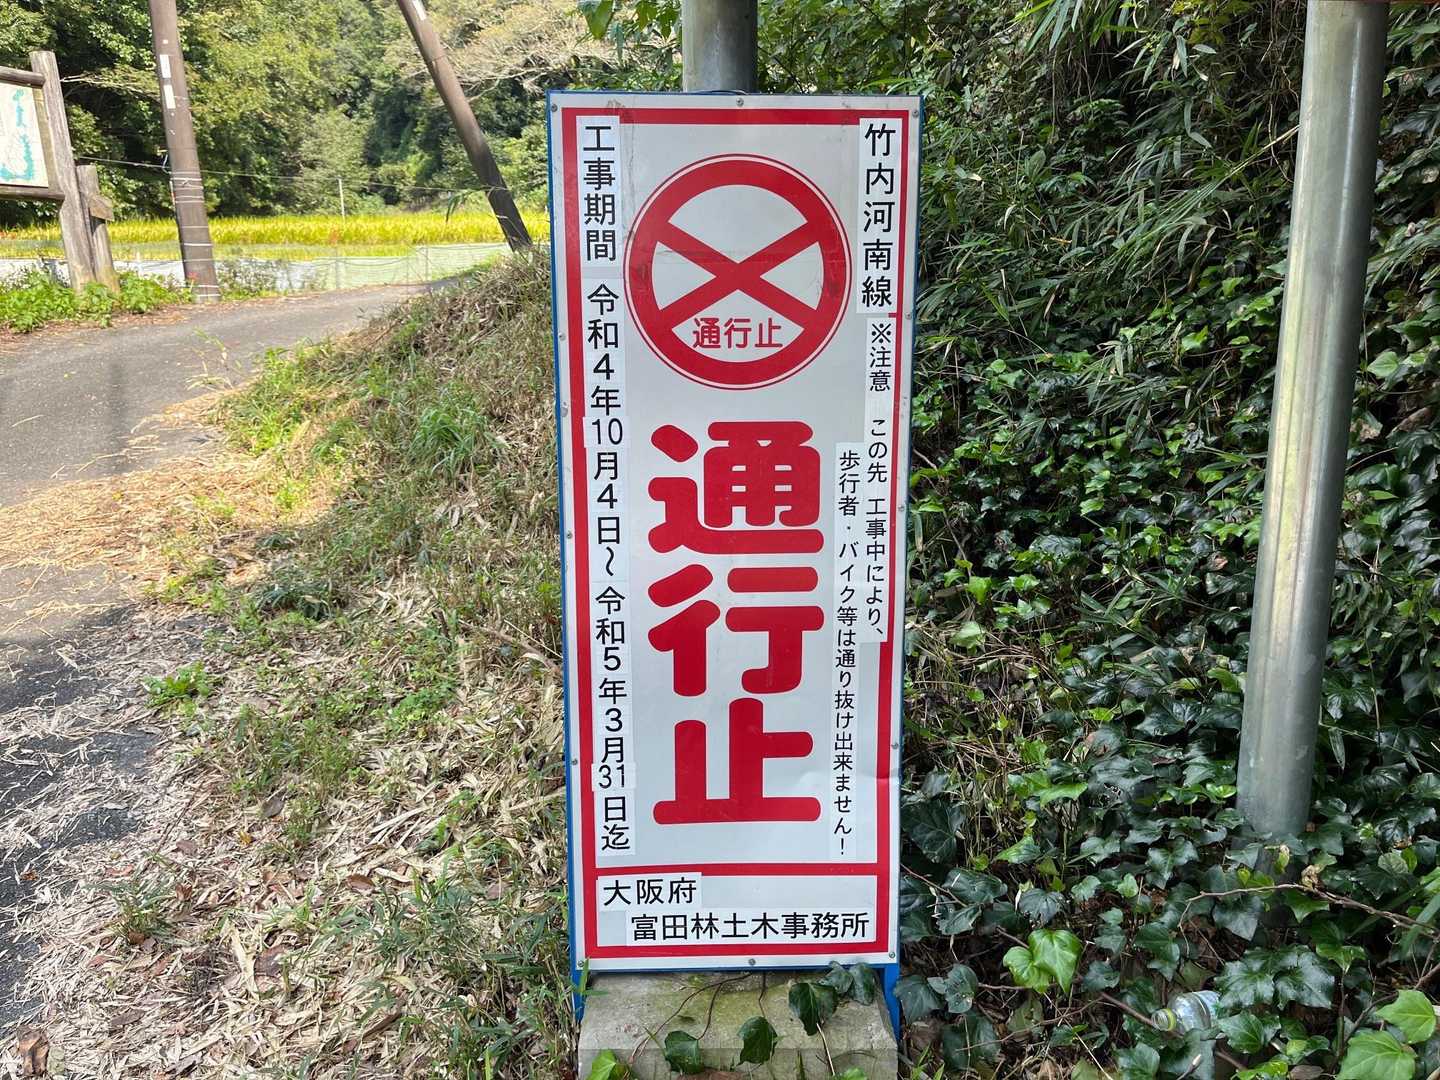 竹内河南線
※注意 この先 工事中により、
歩行者・バイク等は通り抜け出来ません!
通行止
通行止
工事期間 令和4年10月4日〜令和5年3月31日迄
大阪府
富田林土木事務所